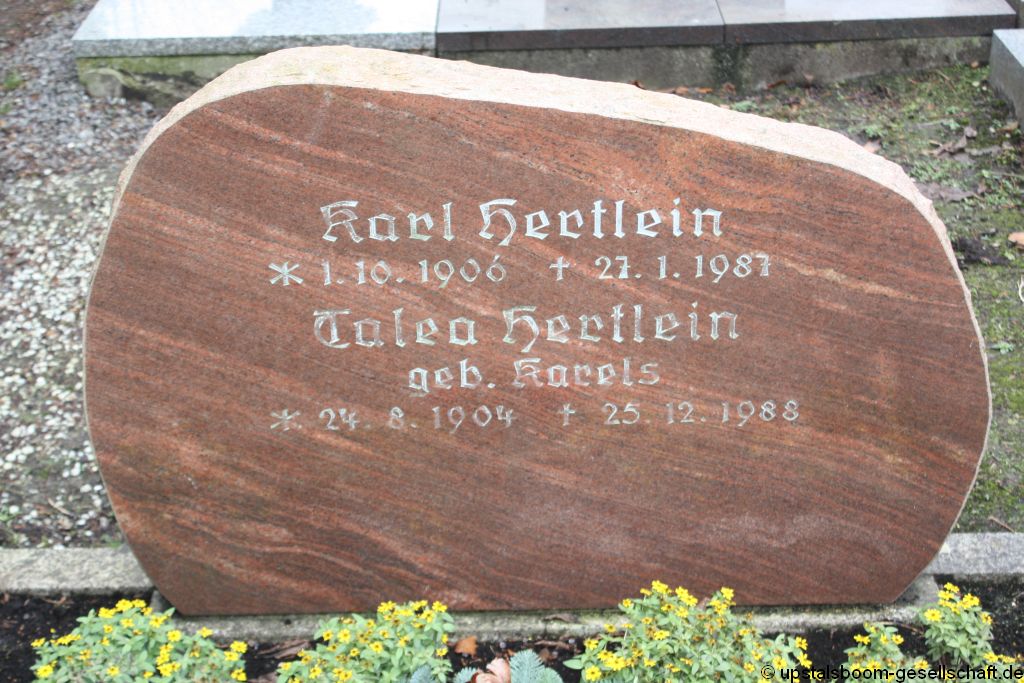 Karl Hertlein
* 1. 10. 1906 † 27. 1. 1987
Talea Hertlein
geb. Karels
* 24. 8. 1904 † 25. 12. 1988
© upstalsboom-gesellschaft.de